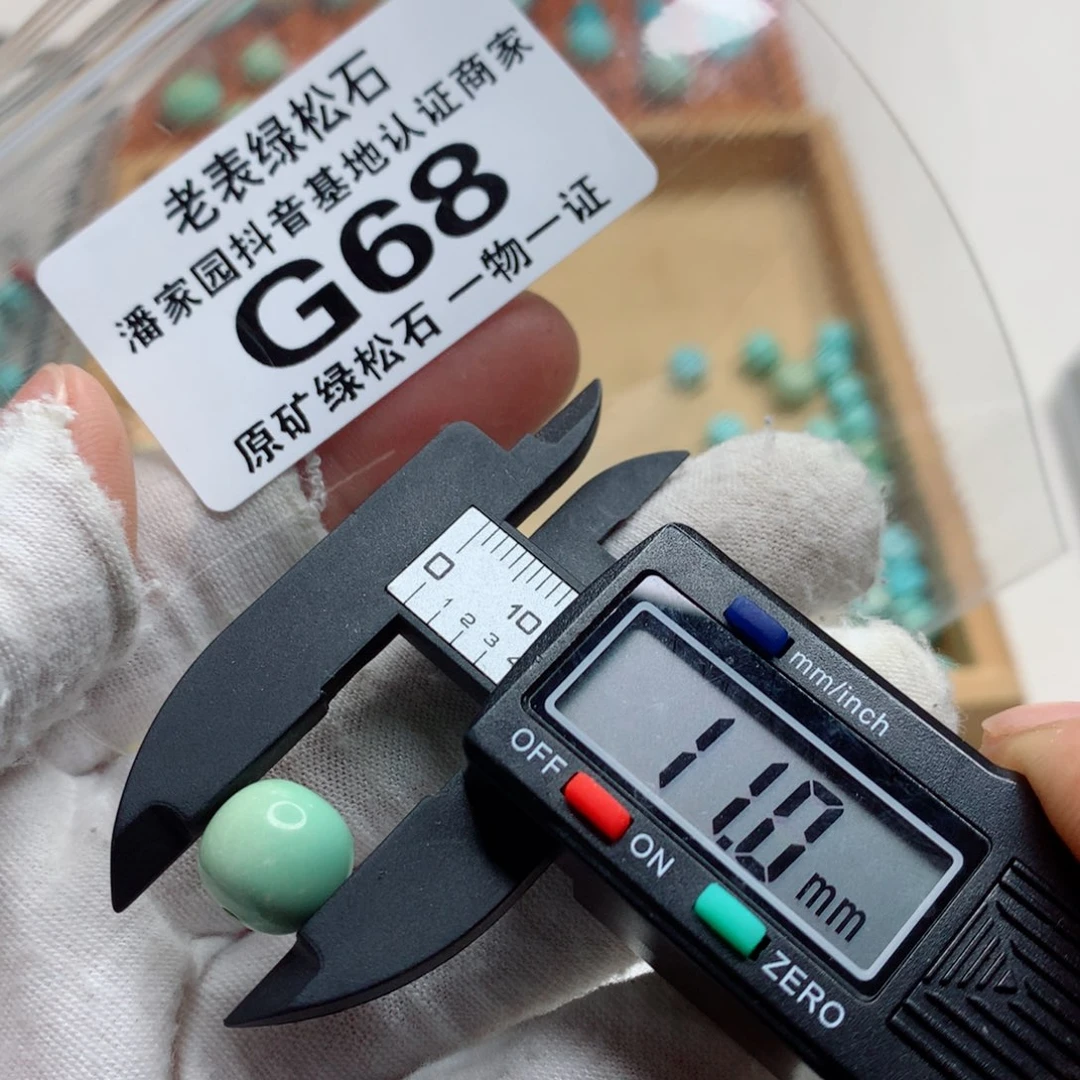 老表绿松石
潘家园抖音基地认证商家
G68
原矿绿松石 一物一证
0 10
1 2 3
mm/inch
OFF
ON
11.0 mm
ZERO